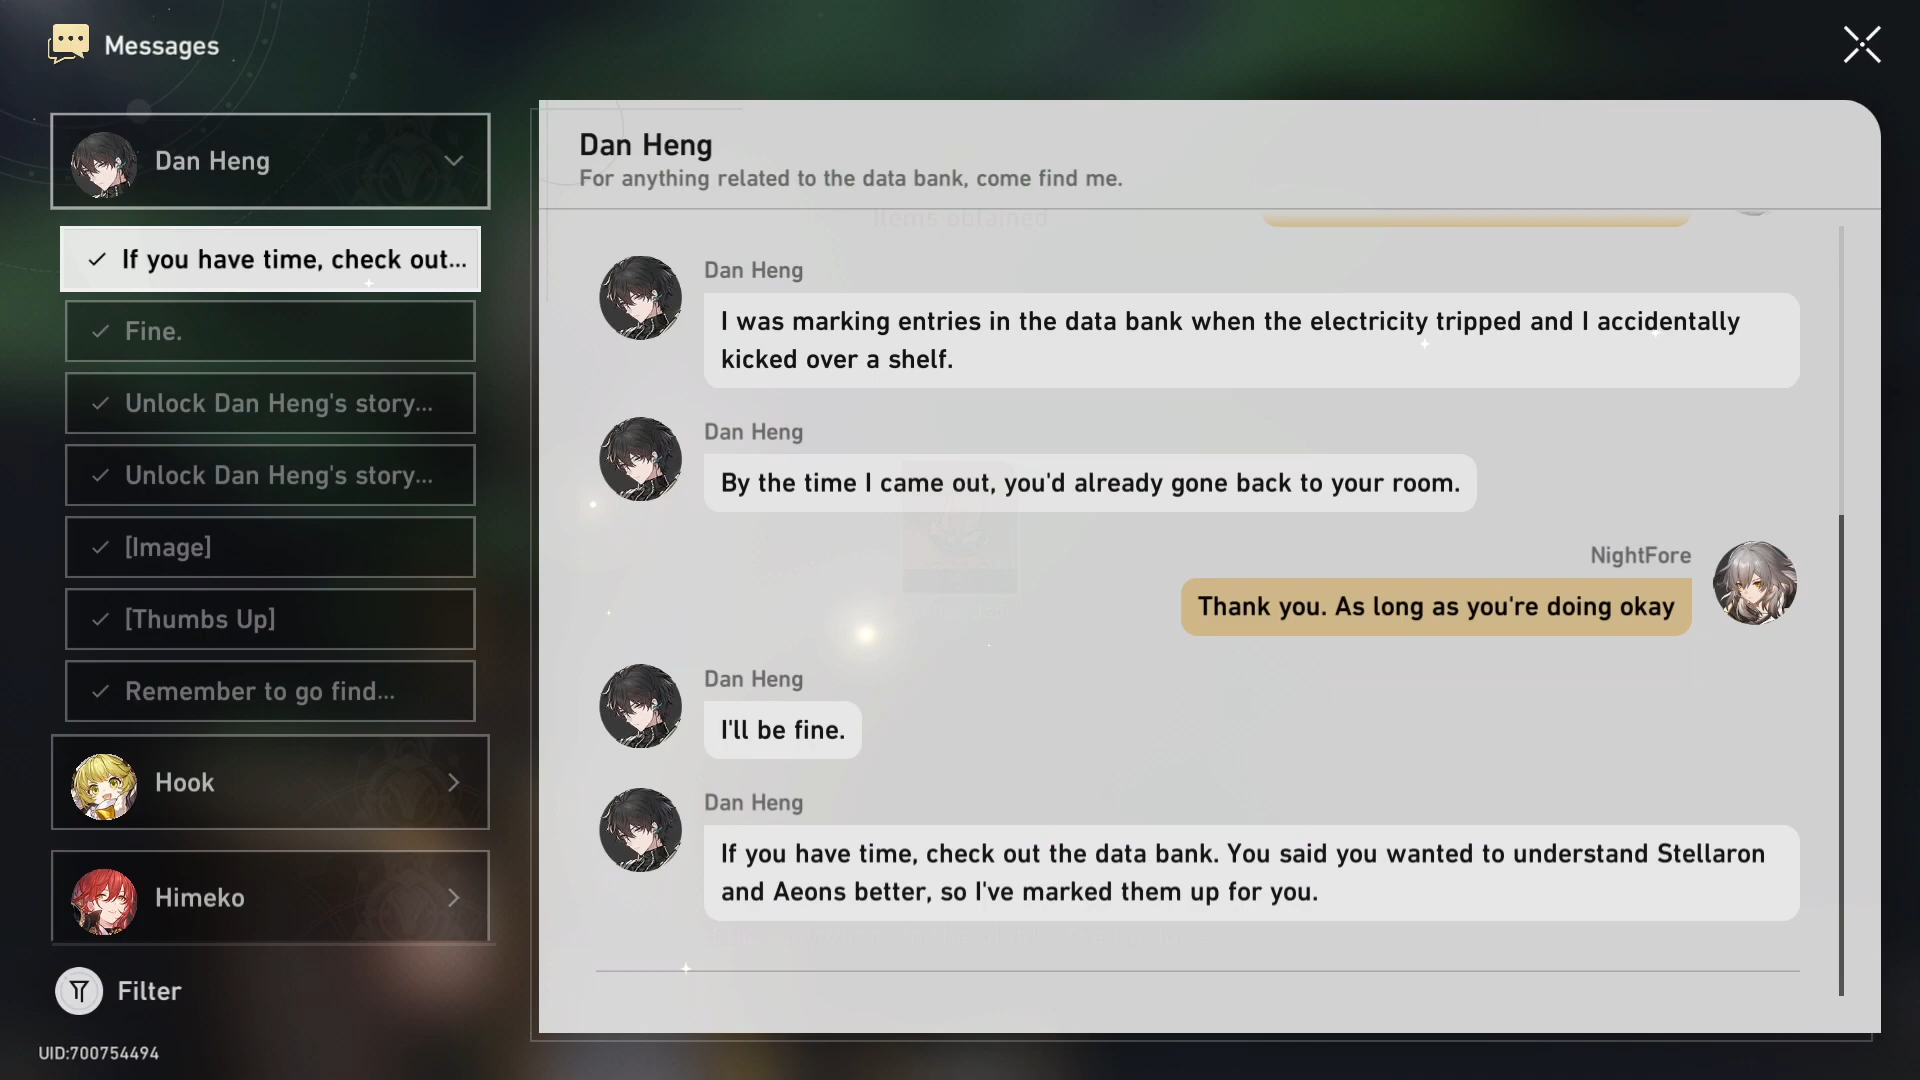 Messages
Dan Heng
If you have time, check out...
Fine.
Unlock Dan Heng's story...
Unlock Dan Heng's story...
[Image]
[Thumbs Up]
Remember to go find...
Hook
Himeko
Filter
UID:700754494
Dan Heng
For anything related to the data bank, come find me.
Items obtained
Dan Heng
I was marking entries in the data bank when the electricity tripped and I accidentally
kicked over a shelf.
Dan Heng
By the time I came out, you'd already gone back to your room.
NightFore
Thank you. As long as you're doing okay
Dan Heng
I'll be fine.
Dan Heng
If you have time, check out the data bank. You said you wanted to understand Stellaron
and Aeons better, so I've marked them up for you.